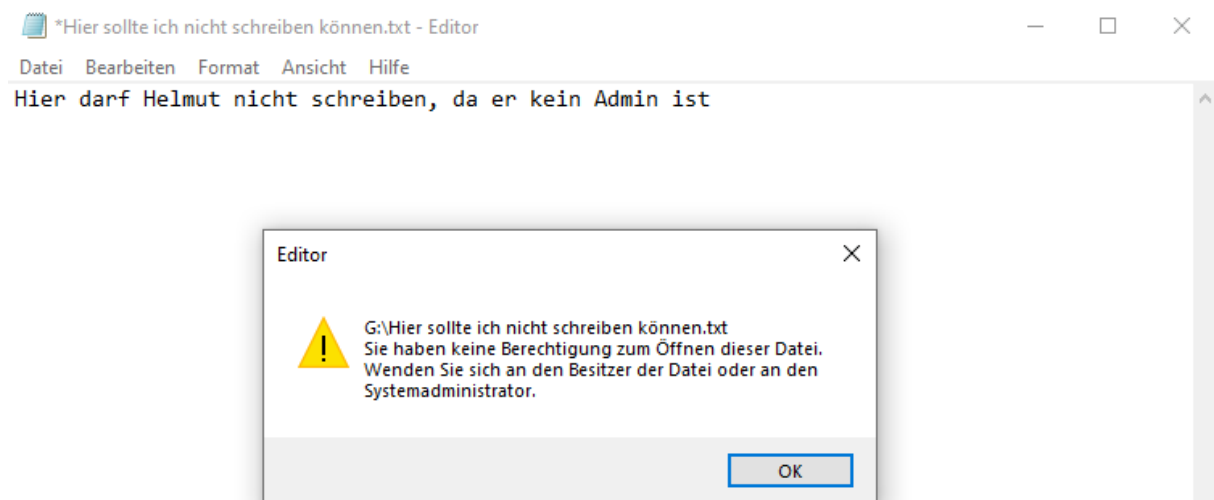 *Hier sollte ich nicht schreiben können.txt - Editor
Datei Bearbeiten Format Ansicht Hilfe
Hier darf Helmut nicht schreiben, da er kein Admin ist
Editor
G:\Hier sollte ich nicht schreiben können.txt
Sie haben keine Berechtigung zum Öffnen dieser Datei.
Wenden Sie sich an den Besitzer der Datei oder an den
Systemadministrator.
OK